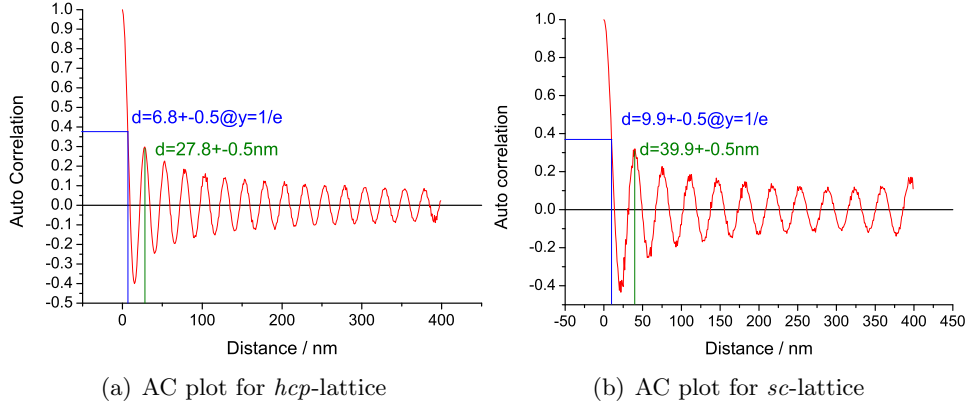 1.0
0.9
0.8
0.7
0.6
0.5
0.4
0.3
0.2
0.1
0.0
-0.1
-0.2
-0.3
-0.4
-0.5
Auto Correlation
d=6.8+-0.5@y=1/e
d=27.8+-0.5nm
0 100 200 300 400
Distance / nm
(a) AC plot for hcp-lattice
1.0
0.8
0.6
0.4
0.2
0.0
-0.2
0.4
Auto correlation
d=9.9+-0.5@y=1/e
d=39.9+-0.5nm
-50 0 50 100 150 200 250 300 350 400 450
Distance / nm
(b) AC plot for sc-lattice